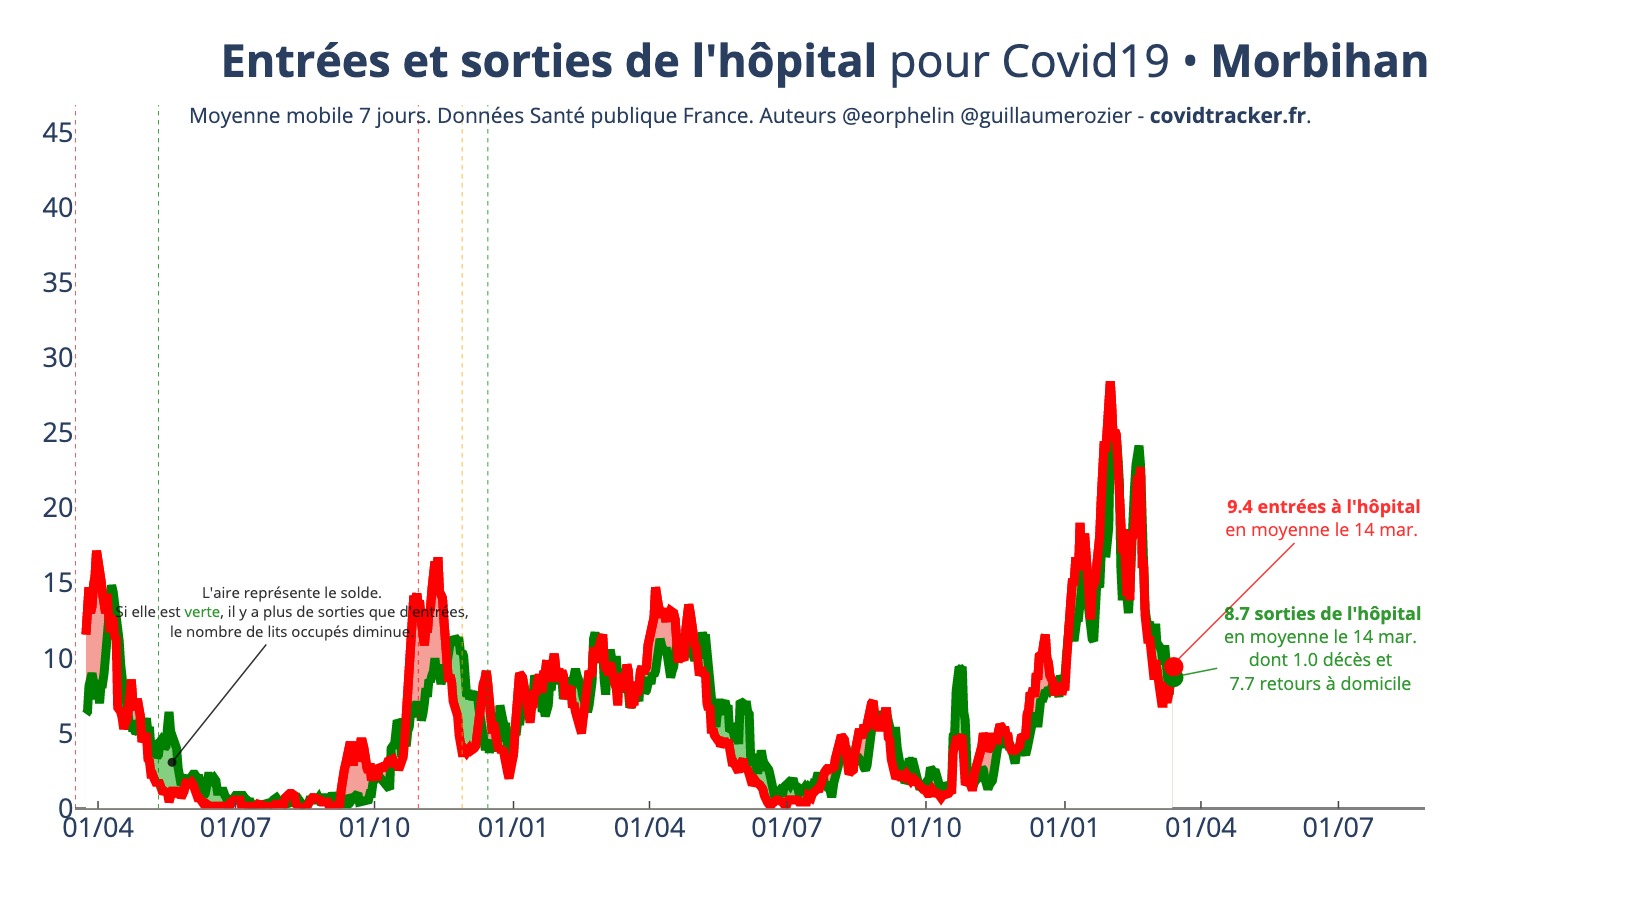 Entrées et sorties de l'hôpital pour Covid19 • Morbihan
Moyenne mobile 7 jours. Données Santé publique France. Auteurs @eorphelin @guillaumerozier - covidtracker.fr.
45
40
35
30
25
20
15
10
5
0
L'aire représente le solde.
Si elle est verte, il y a plus de sorties que d'entrées,
le nombre de lits occupés diminue.
9.4 entrées à l'hôpital
en moyenne le 14 mar.
8.7 sorties de l'hôpital
en moyenne le 14 mar.
dont 1.0 décès et
7.7 retours à domicile
01/04 01/07 01/10 01/01 01/04 01/07 01/10 01/01 01/04 01/07